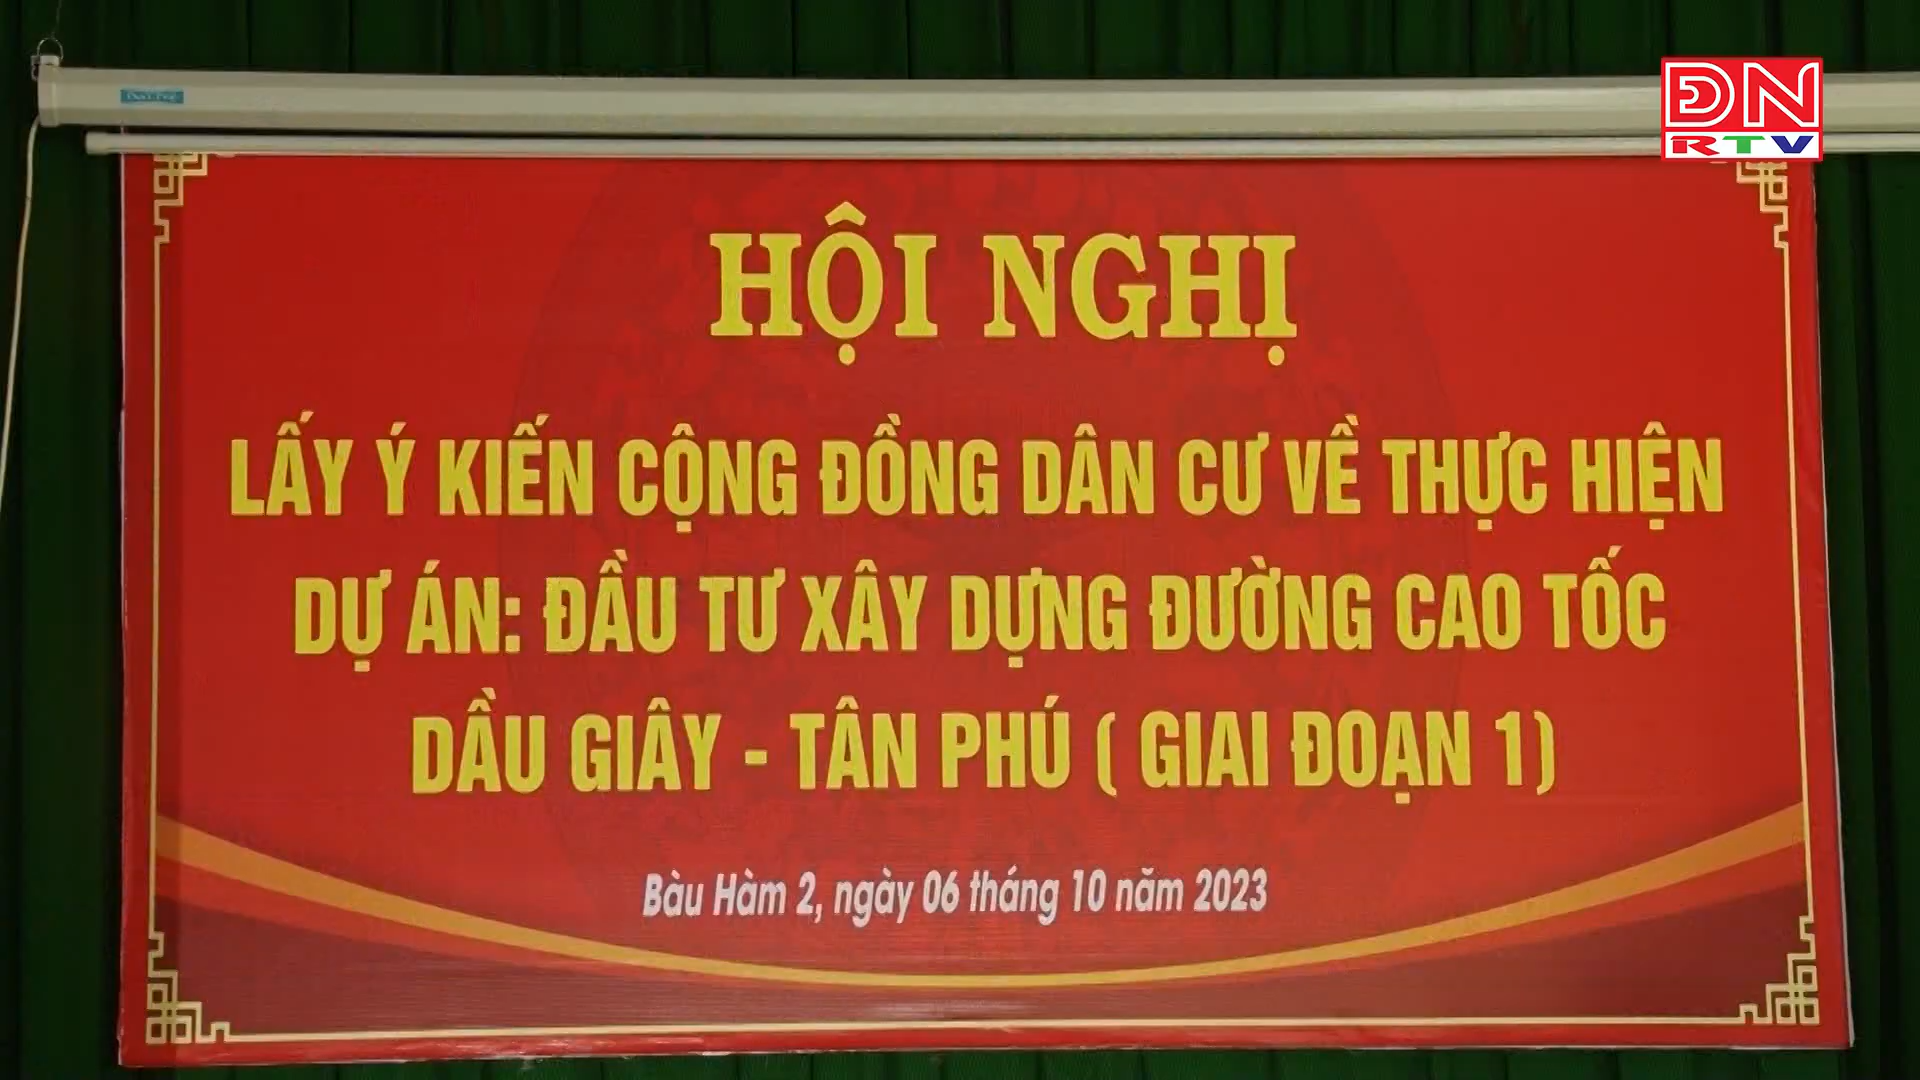 ĐN
RTV
HỘI NGHỊ
LẤY Ý KIẾN CỘNG ĐỒNG DÂN CƯ VỀ THỰC HIỆN
DỰ ÁN: ĐẦU TƯ XÂY DỰNG ĐƯỜNG CAO TỐC
DẦU GIÂY - TÂN PHÚ ( GIAI ĐOẠN 1)
Bàu Hàm 2, ngày 06 tháng 10 năm 2023